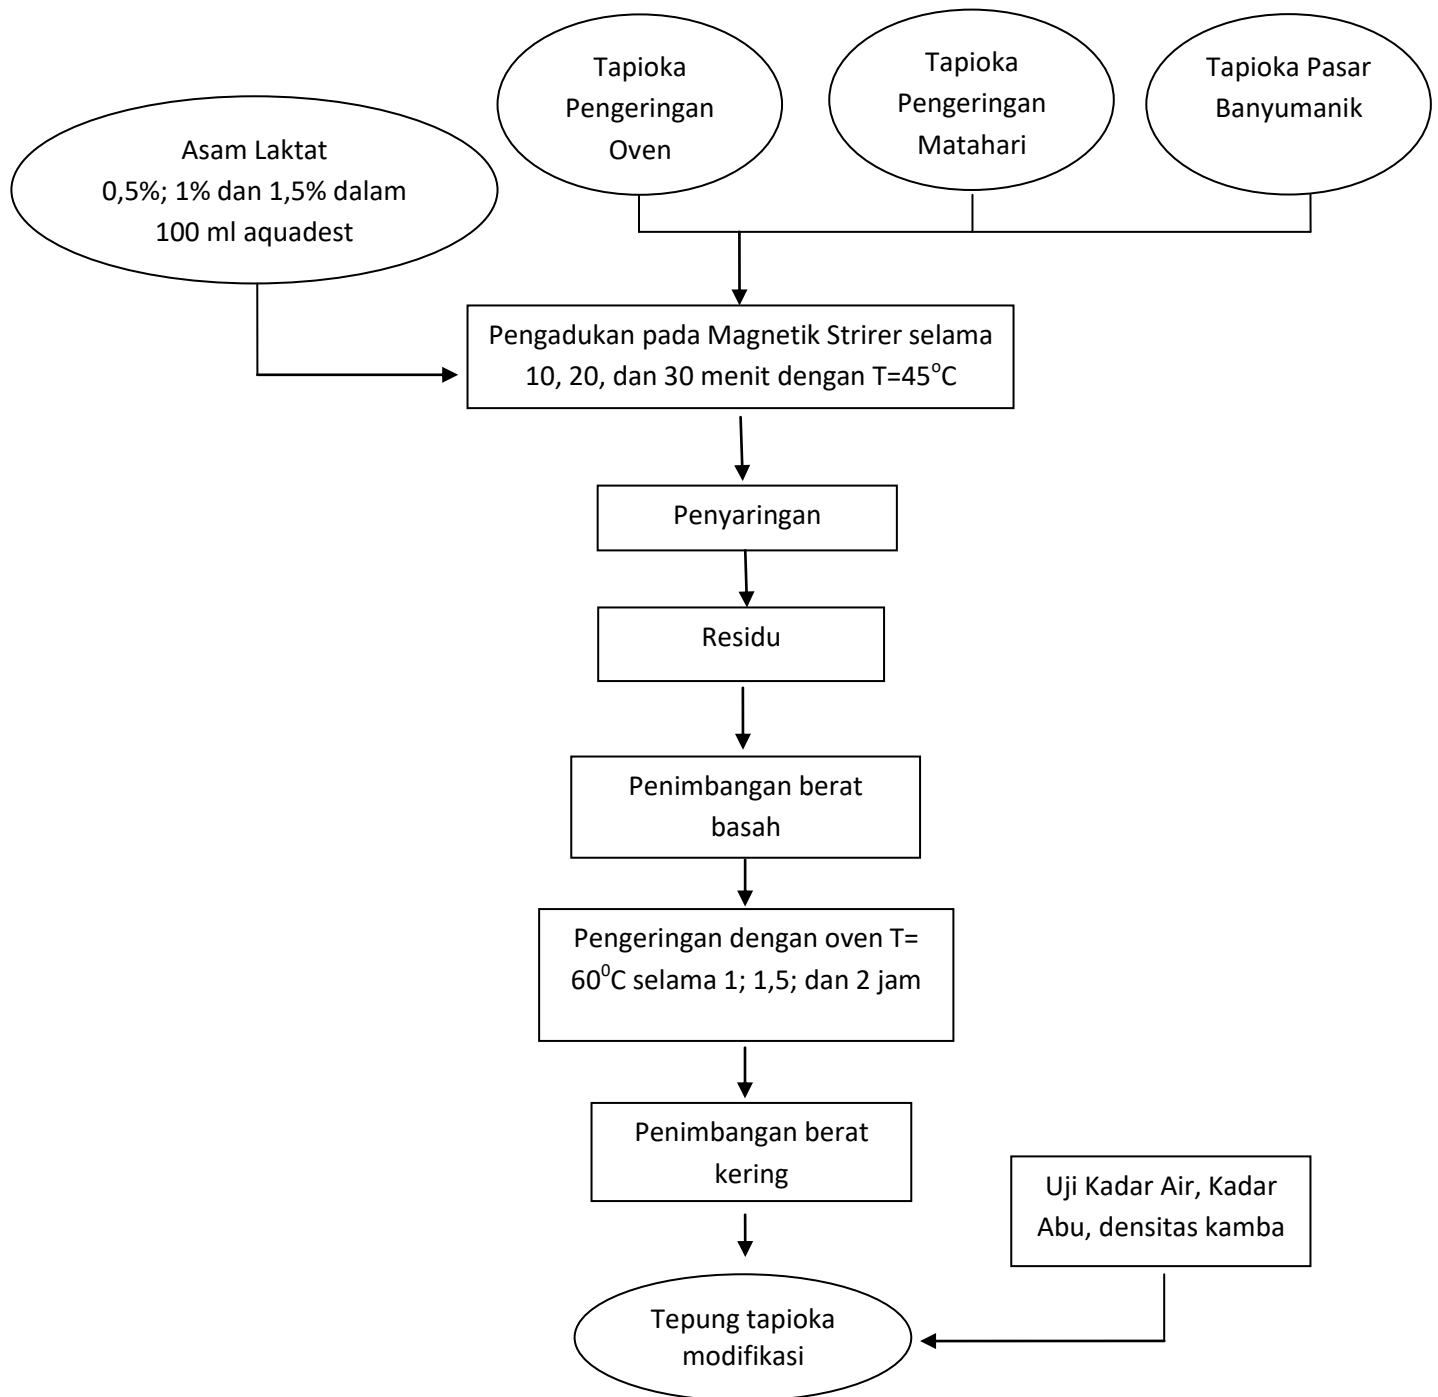 Tapioka
Pengeringan
Oven
Tapioka
Pengeringan
Matahari
Tapioka Pasar
Banyumanik
Asam Laktat
0,5%; 1% dan 1,5% dalam
100 ml aquadest
Pengadukan pada Magnetik Strirer selama
10, 20, dan 30 menit dengan T=45°C
Penyaringan
Residu
Penimbangan berat
basah
Pengeringan dengan oven T=
60⁰C selama 1; 1,5; dan 2 jam
Penimbangan berat
kering
Uji Kadar Air, Kadar
Abu, densitas kamba
Tepung tapioka
modifikasi